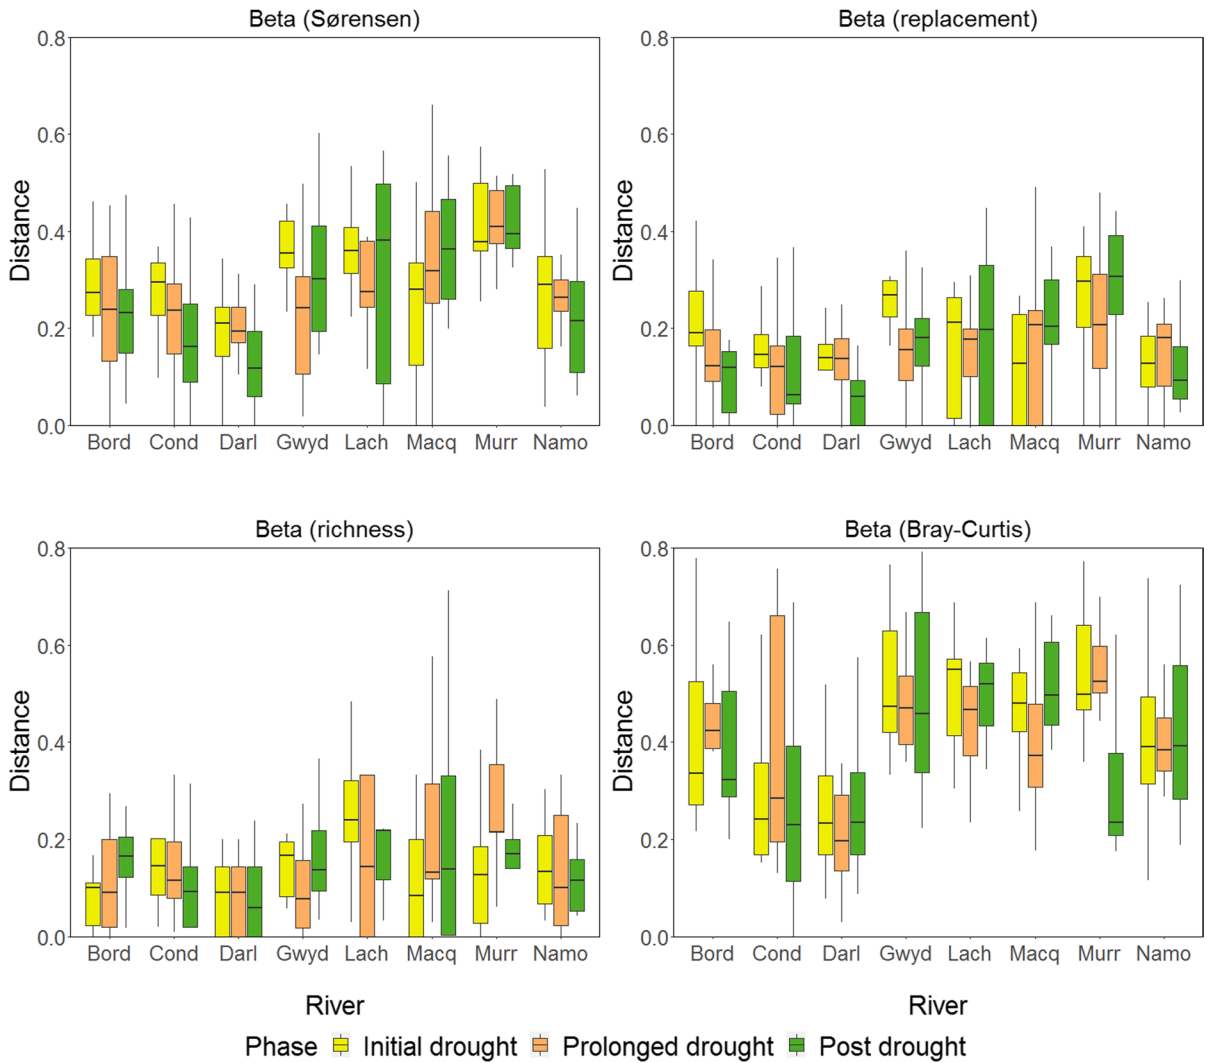 Beta (Sørensen)
0.8
0.6
0.4
0.2
0.0
Distance
Bord Cond Darl Gwyd Lach Macq Murr Namo
Beta (replacement)
0.8
0.6
0.4
0.2
0.0
Distance
Bord Cond Darl Gwyd Lach Macq Murr Namo
Beta (richness)
0.8
0.6
0.4
0.2
0.0
Distance
Bord Cond Darl Gwyd Lach Macq Murr Namo
River
Beta (Bray-Curtis)
0.8
0.6
0.4
0.2
0.0
Distance
Bord Cond Darl Gwyd Lach Macq Murr Namo
River
Phase Initial drought Prolonged drought Post drought